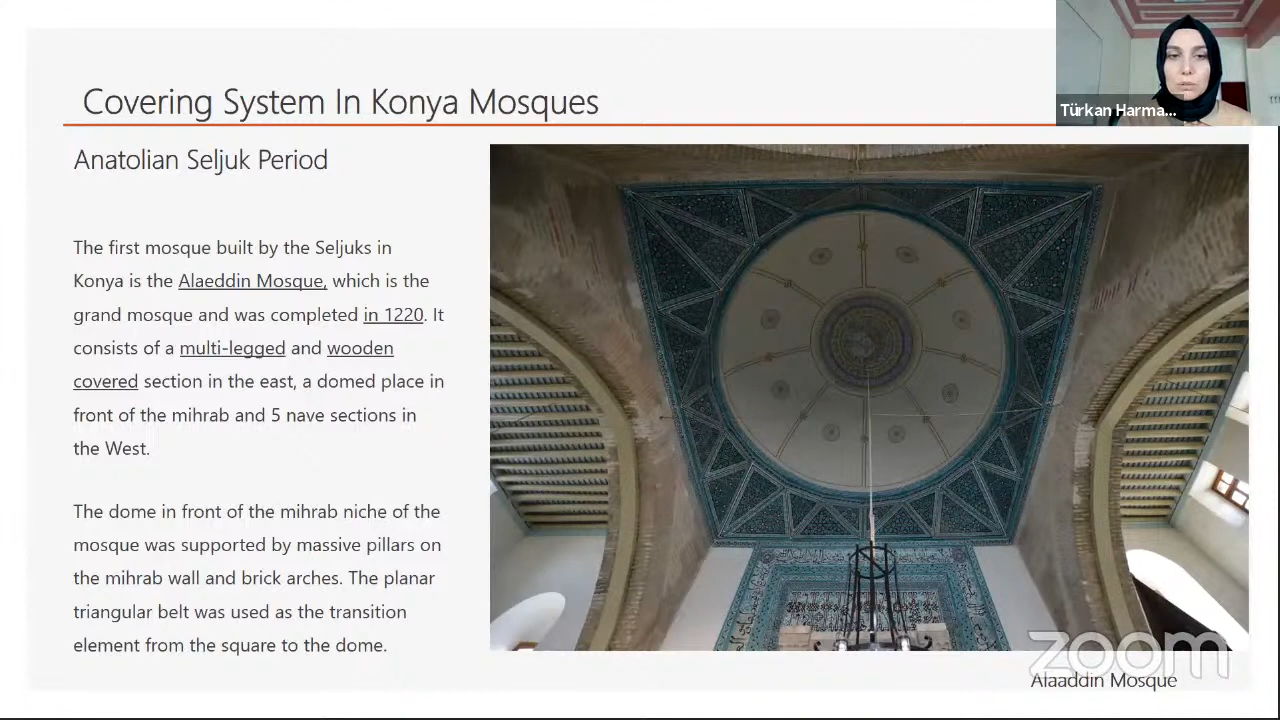 Covering System In Konya Mosques
Türkan Harma...
Anatolian Seljuk Period
The first mosque built by the Seljuks in
Konya is the Alaeddin Mosque, which is the
grand mosque and was completed in 1220. It
consists of a multi-legged and wooden
covered section in the east, a domed place in
front of the mihrab and 5 nave sections in
the West.
The dome in front of the mihrab niche of the
mosque was supported by massive pillars on
the mihrab wall and brick arches. The planar
triangular belt was used as the transition
element from the square to the dome.
zoom
Alaaddin Mosque